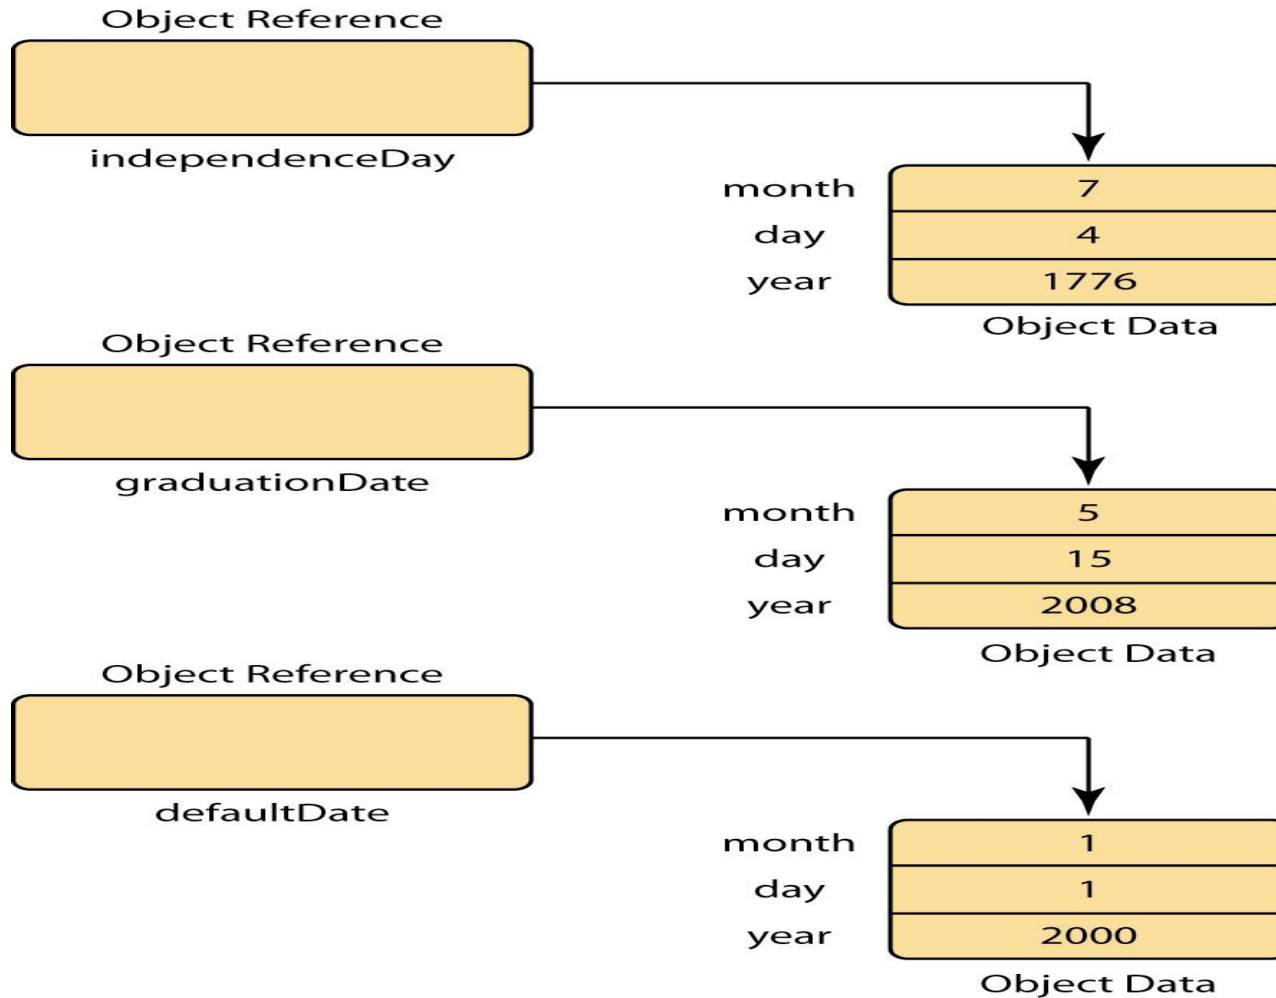 Object Reference
independenceDay
month 7
day 4
year 1776
Object Data
Object Reference
graduationDate
month 5
day 15
year 2008
Object Data
Object Reference
defaultDate
month 1
day 1
year 2000
Object Data